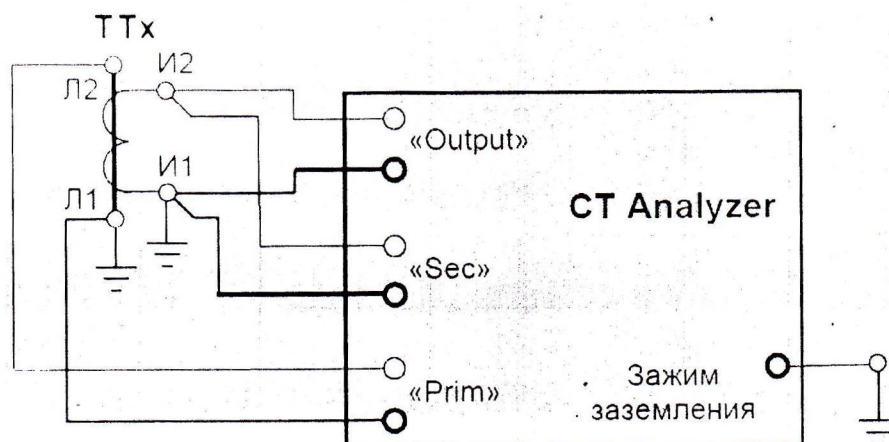 ТТх
Л2
И2
«Output»
И1
CT Analyzer
Л1
«Sec»
«Prim»
Зажим
заземления